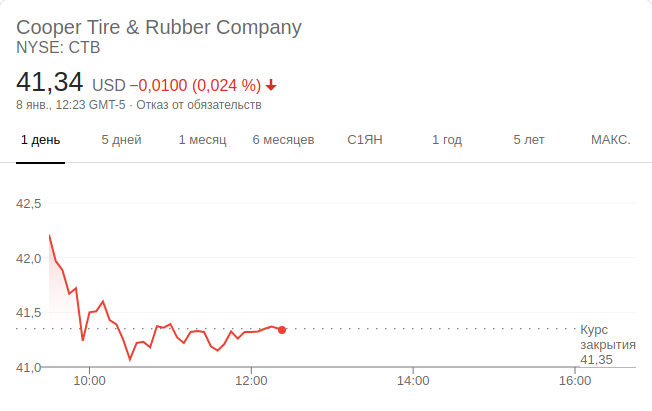 Cooper Tire & Rubber Company
NYSE: CTB
41,34 USD −0,0100 (0,024 %)
8 янв., 12:23 GMT-5 · Отказ от обязательств
1 день 5 дней 1 месяц 6 месяцев С1ЯН 1 год 5 лет МАКС.
42,5
42,0
41,5
Курс
закрытия
41,35
41,0
10:00 12:00 14:00 16:00